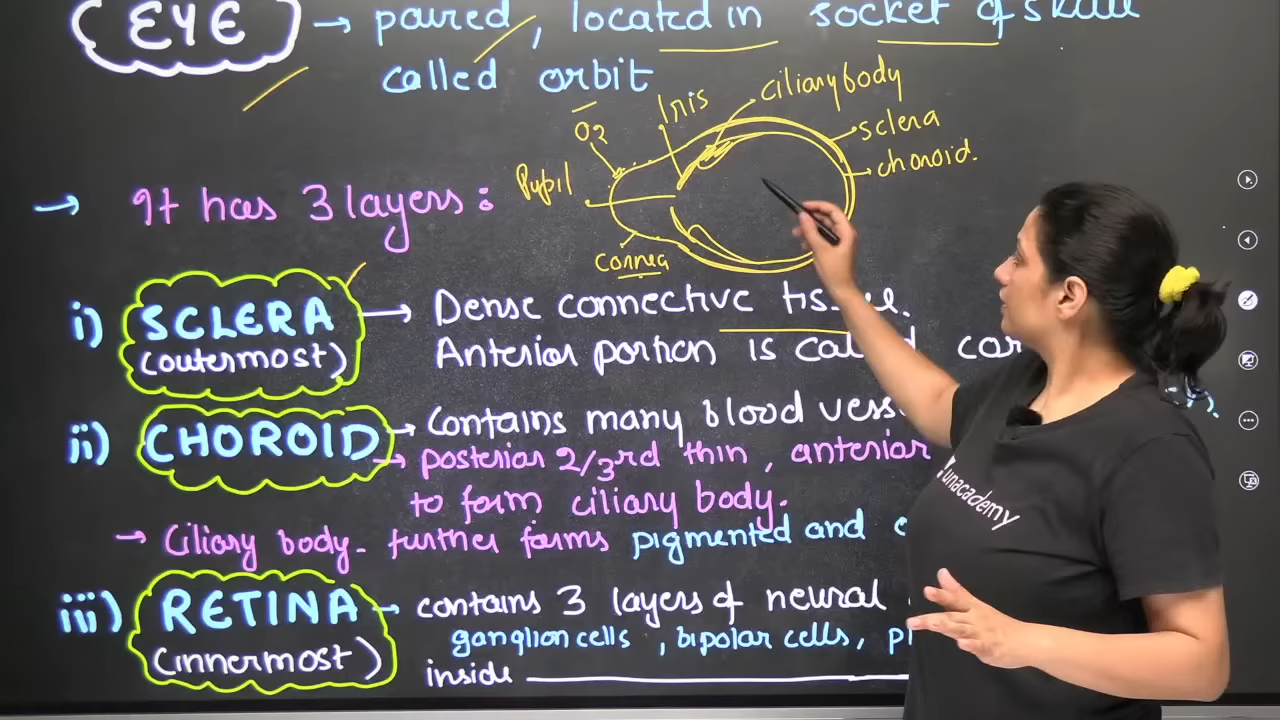 EYE → paired, located in socket of skull
called orbit
Iris
ciliary body
O₂
sclera
choroid.
Pupil
cornea
→ It has 3 layers:
i) SCLERA → Dense connective tissue.
(outermost) Anterior portion is called cor
ii) CHOROID → Contains many blood vess
→ posterior 2/3rd thin, anterior
to form ciliary body.
→ Ciliary body- further forms pigmented and
iii) RETINA → contains 3 layers of neural
(innermost) ganglion cells, bipolar cells, p
inside
unacademy